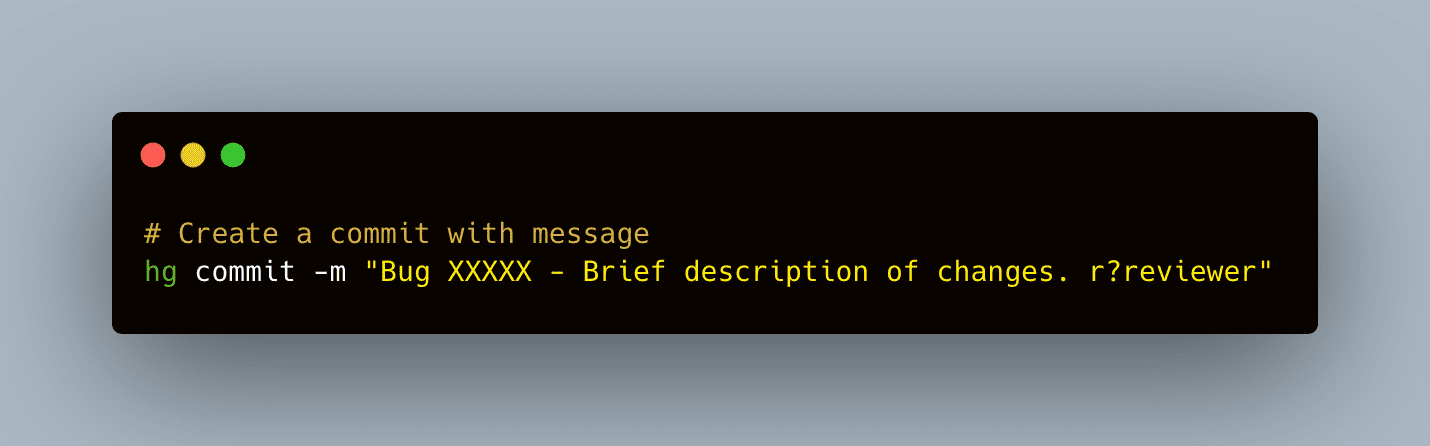 # Create a commit with message
hg commit -m "Bug XXXXX - Brief description of changes. r?reviewer"